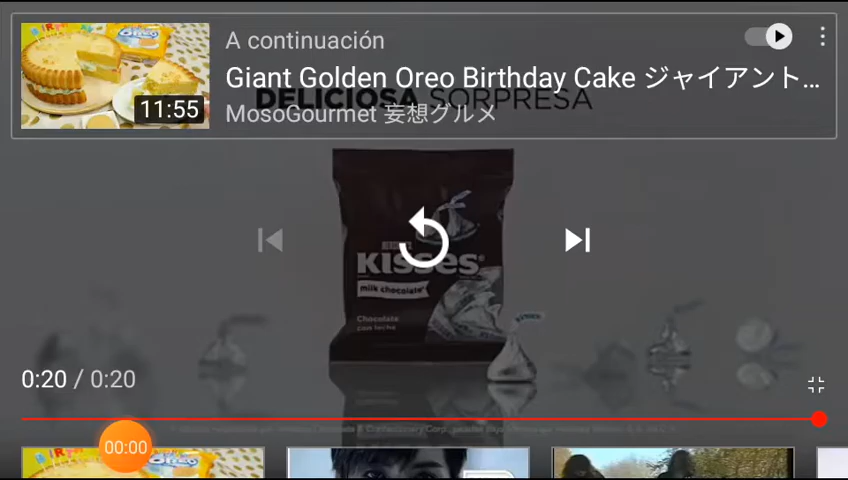 A continuación
Giant Golden Oreo Birthday Cake ジャイアント...
DELICIOSA SORPRESA
11:55
MosoGourmet 妄想グルメ
KISSES
milk chocolate
Chocolate
con leche
0:20 / 0:20
00:00